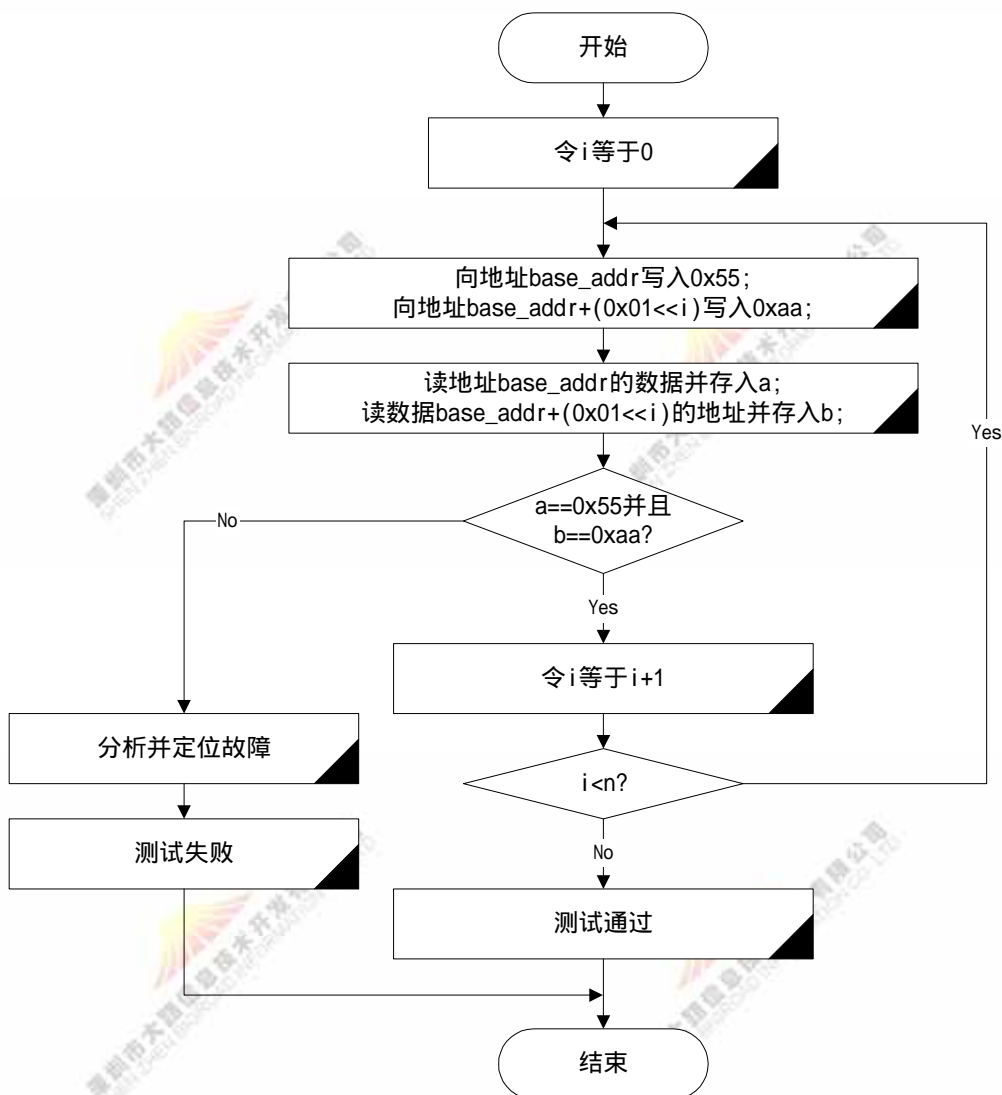 开始
令i等于0
向地址base_addr写入0x55;
向地址base_addr+(0x01<<i)写入0xaa;
读地址base_addr的数据并存入a;
读数据base_addr+(0x01<<i)的地址并存入b;
Yes
a==0x55并且
b==0xaa?
No
Yes
令i等于i+1
分析并定位故障
i<n?
测试失败
No
测试通过
结束